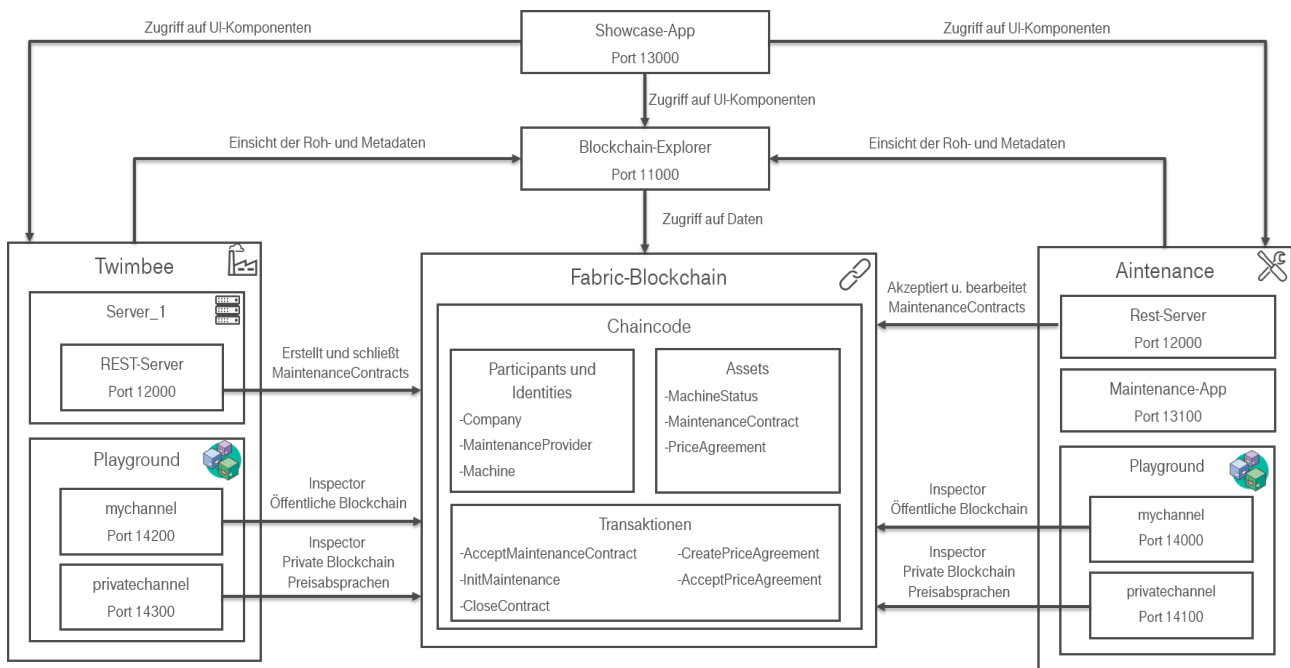 Zugriff auf UI-Komponenten
Showcase-App
Port 13000
Zugriff auf UI-Komponenten
Zugriff auf UI-Komponenten
Einsicht der Roh- und Metadaten
Blockchain-Explorer
Port 11000
Einsicht der Roh- und Metadaten
Zugriff auf Daten
Twimbee
Server_1
REST-Server
Port 12000
Playground
mychannel
Port 14200
privatechannel
Port 14300
Erstellt und schließt
MaintenanceContracts
Inspector
Öffentliche Blockchain
Inspector
Private Blockchain
Preisabsprachen
Fabric-Blockchain
Chaincode
Participants und
Identities
-Company
-MaintenanceProvider
-Machine
Assets
-MachineStatus
-MaintenanceContract
-PriceAgreement
Transaktionen
-AcceptMaintenanceContract
-InitMaintenance
-CloseContract
-CreatePriceAgreement
-AcceptPriceAgreement
Akzeptiert u. bearbeitet
MaintenanceContracts
Inspector
Öffentliche Blockchain
Inspector
Private Blockchain
Preisabsprachen
Aintenance
Rest-Server
Port 12000
Maintenance-App
Port 13100
Playground
mychannel
Port 14000
privatechannel
Port 14100